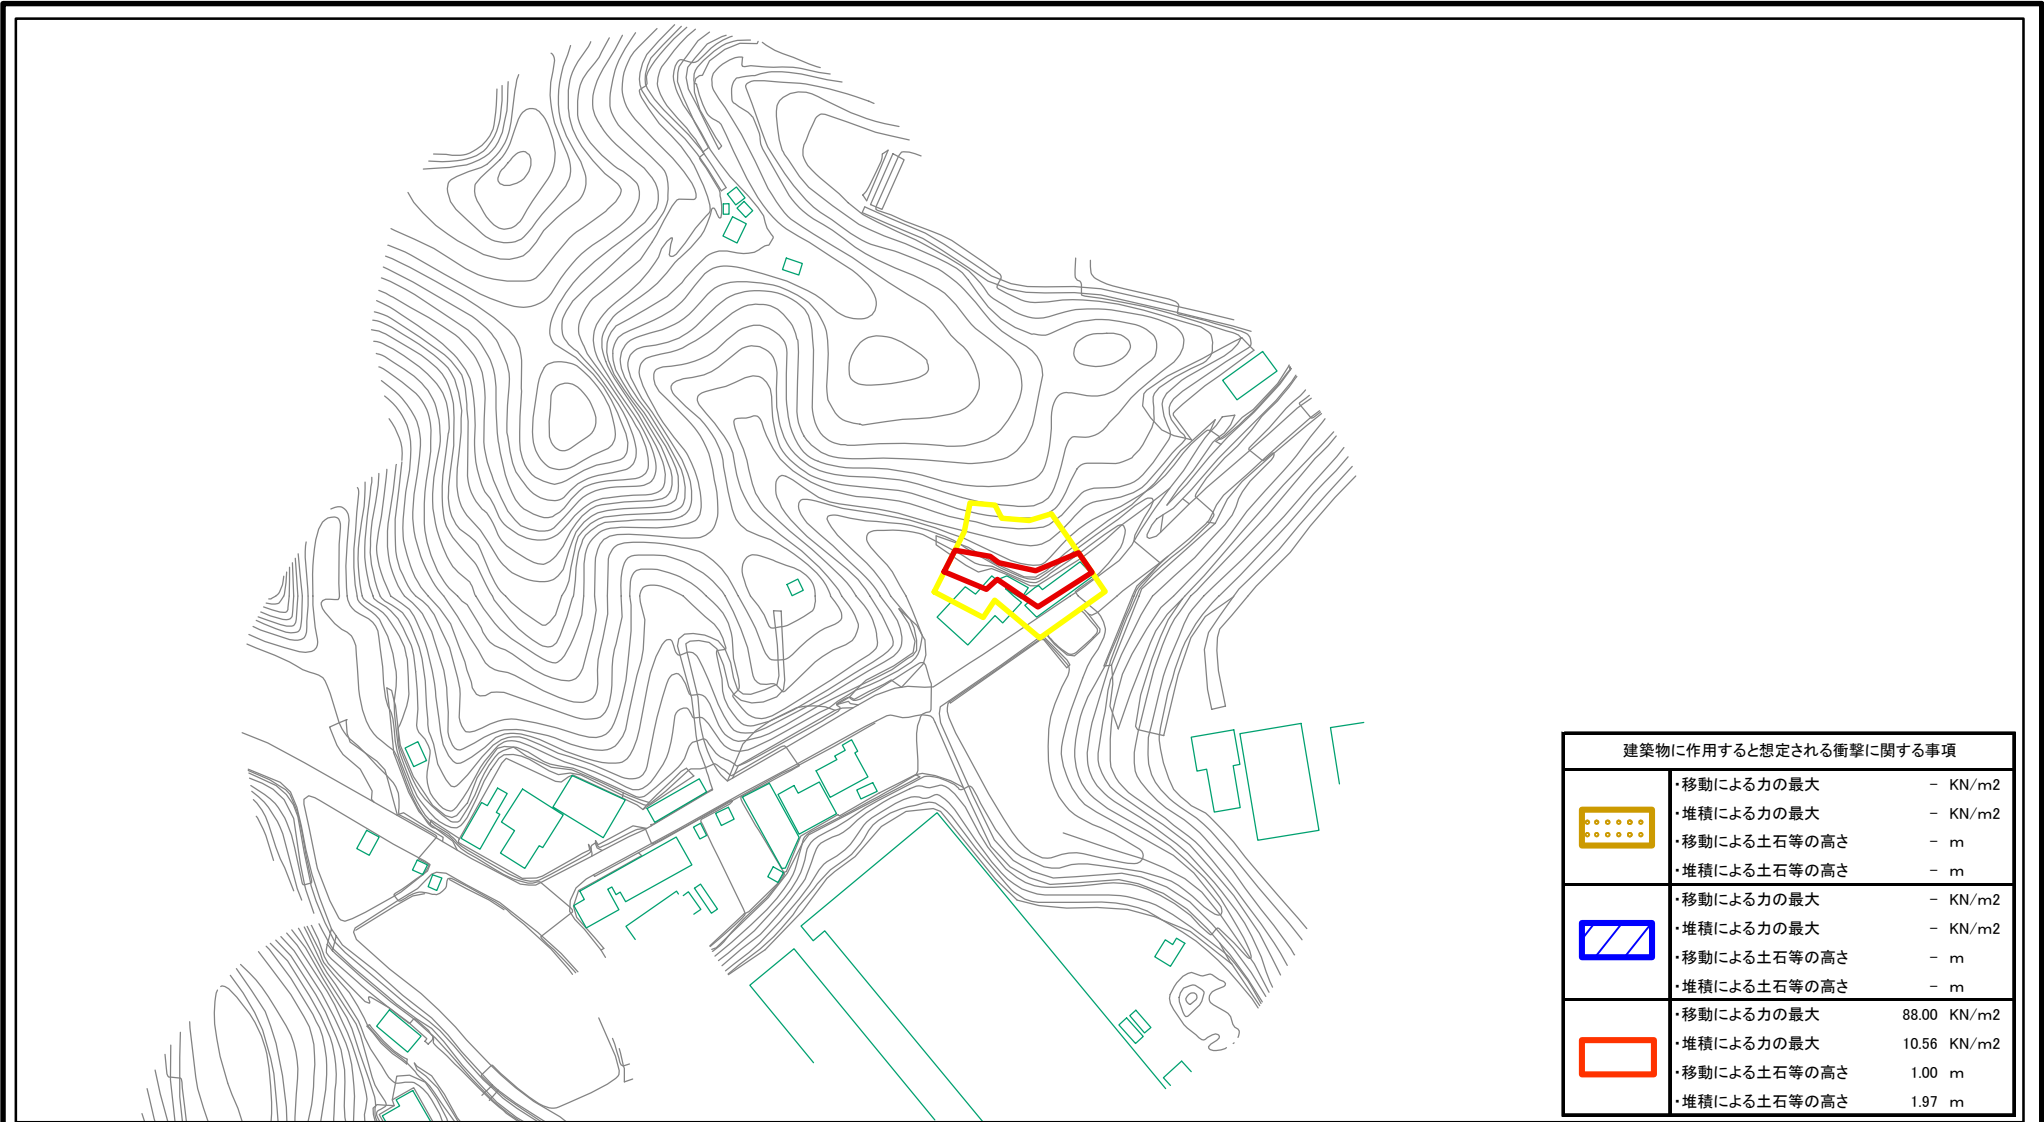 建築物に作用すると想定される衝撃に関する事項
・移動による力の最大 － KN/m2
・堆積による力の最大 － KN/m2
・移動による土石等の高さ － m
・堆積による土石等の高さ － m
・移動による力の最大 － KN/m2
・堆積による力の最大 － KN/m2
・移動による土石等の高さ － m
・堆積による土石等の高さ － m
・移動による力の最大 88.00 KN/m2
・堆積による力の最大 10.56 KN/m2
・移動による土石等の高さ 1.00 m
・堆積による土石等の高さ 1.97 m